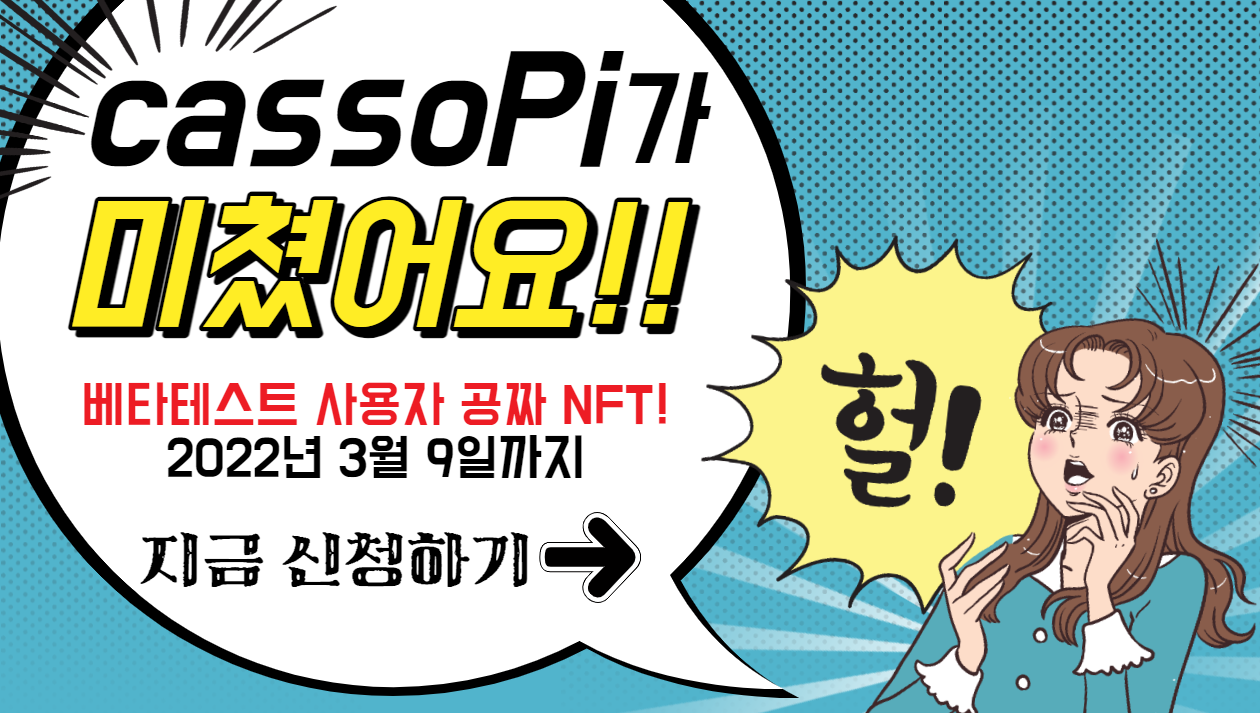 cassoPi가
미쳤어요!!
베타테스트 사용자 공짜 NFT!
2022년 3월 9일까지
지금 신청하기
헐!